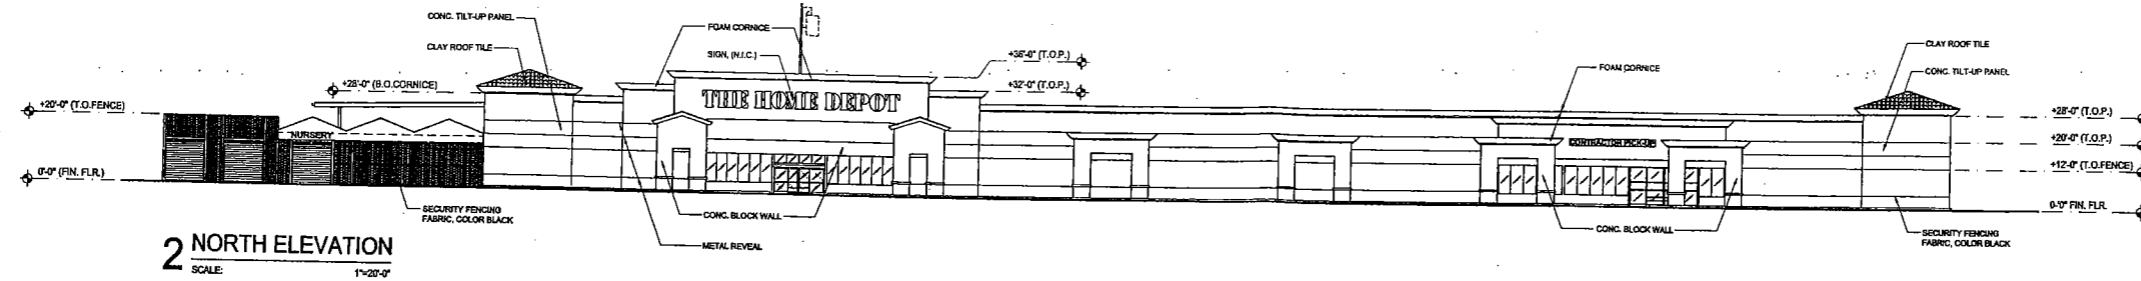 CONC. TILT-UP PANEL
CLAY ROOF TILE
+28'-0" (B.O.CORNICE)
+20'-0" (T.O.FENCE)
NURSERY
0'-0" (FIN. FLR.)
FOAM CORNICE
SIGN, (N.I.C.)
+36'-0" (T.O.P.)
+32'-0" (T.O.P.)
THE HOME DEPOT
SECURITY FENCING
FABRIC, COLOR BLACK
CONC. BLOCK WALL
METAL REVEAL
FOAM CORNICE
CONTRACTOR PICK-UP
CONC. BLOCK WALL
CLAY ROOF TILE
CONC. TILT-UP PANEL
+28'-0" (T.O.P.)
+20'-0" (T.O.P.)
+12'-0" (T.O.FENCE)
0-'0" FIN. FLR.
SECURITY FENCING
FABRIC, COLOR BLACK
2 NORTH ELEVATION
SCALE: 1"=20'-0"